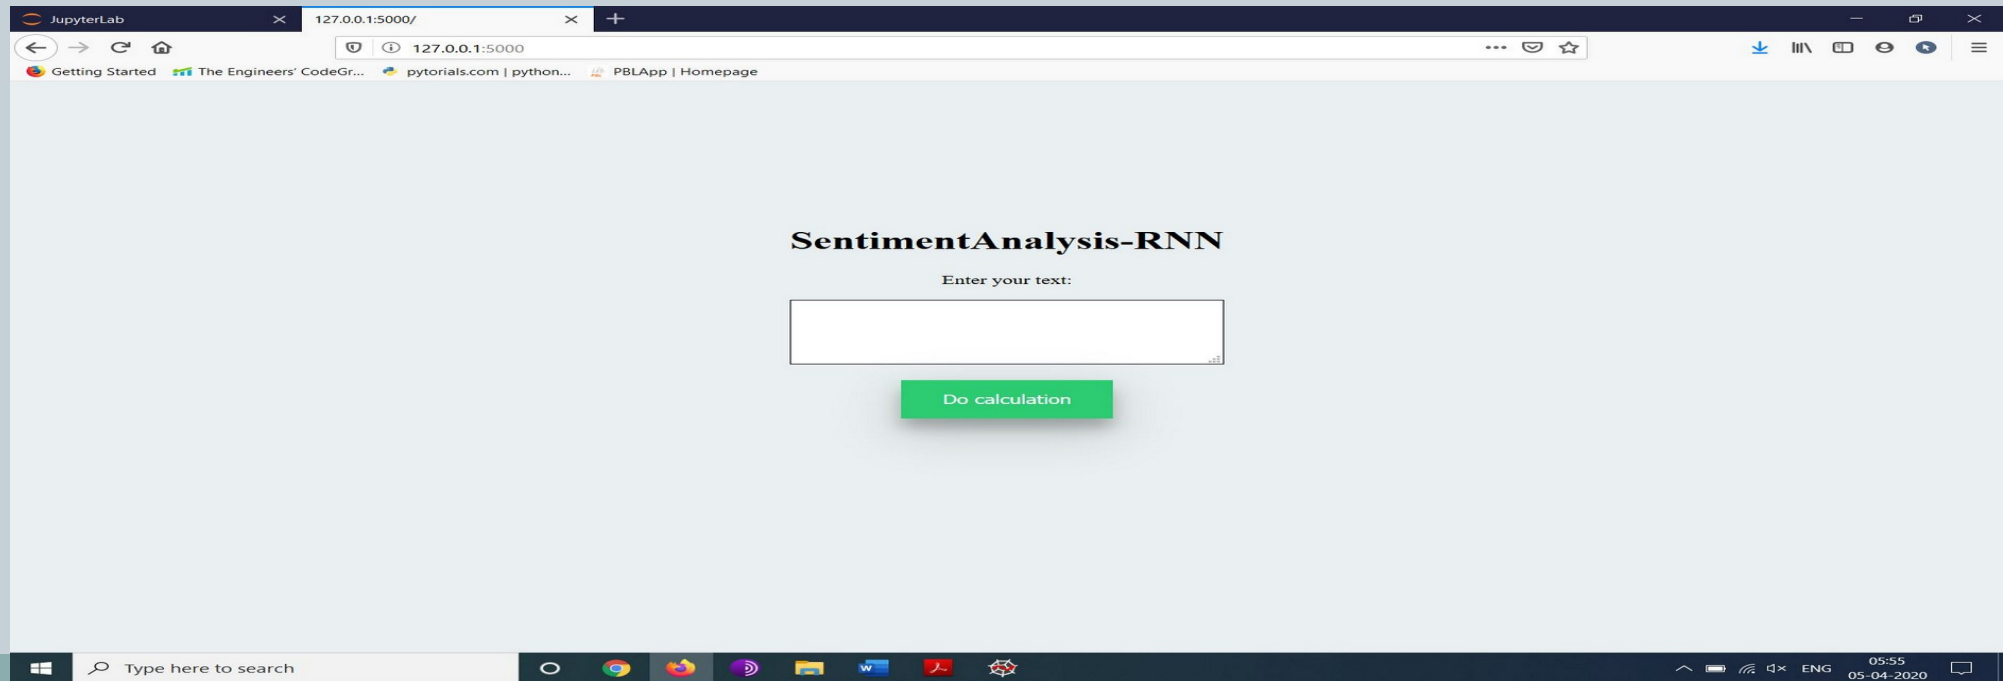 JupyterLab 127.0.0.1:5000/
127.0.0.1:5000
Getting Started The Engineers' CodeGr... pytorials.com | python... PBLApp | Homepage
SentimentAnalysis-RNN
Enter your text:
Do calculation
Type here to search ENG 05:55
05-04-2020